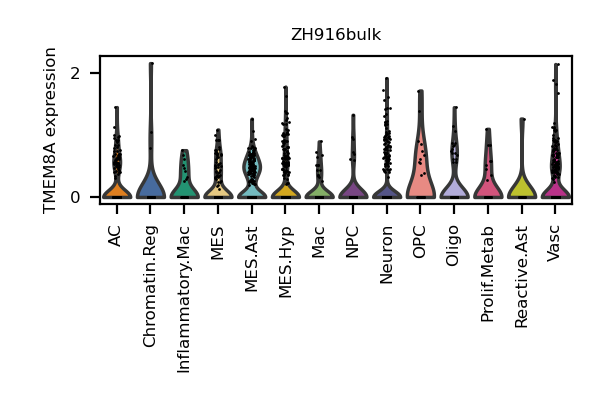 ZH916bulk
TMEM8A expression
2
0
AC
Chromatin.Reg
Inflammatory.Mac
MES
MES.Ast
MES.Hyp
Mac
NPC
Neuron
OPC
Oligo
Prolif.Metab
Reactive.Ast
Vasc